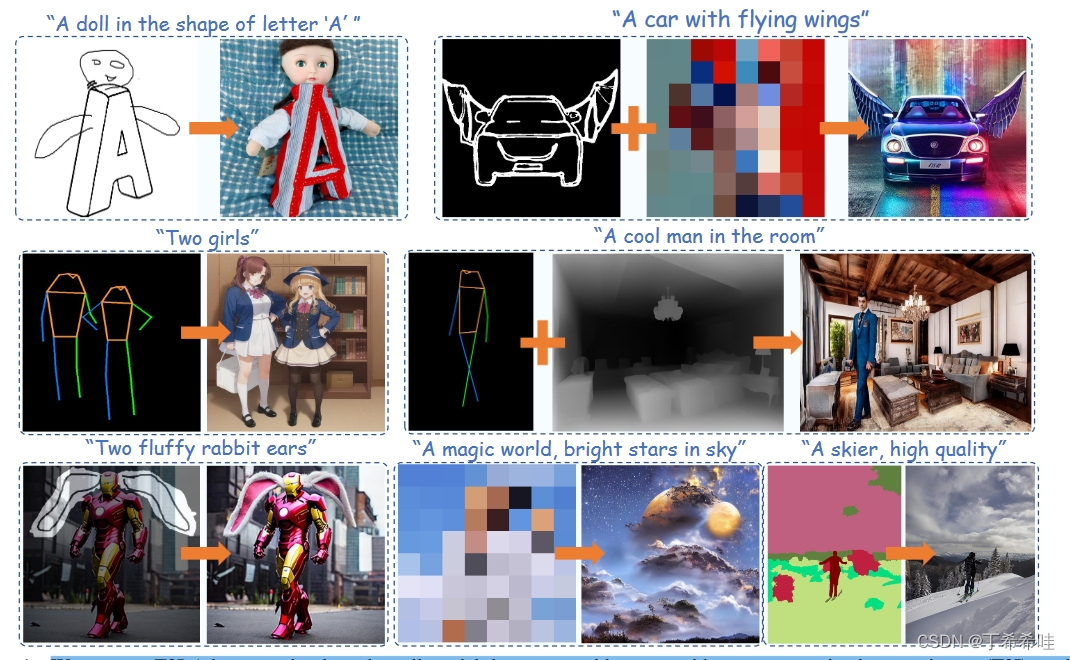 “A doll in the shape of letter ‘A’ ”
“A car with flying wings”
“Two girls”
“A cool man in the room”
“Two fluffy rabbit ears”
“A magic world, bright stars in sky”
“A skier, high quality”
CSDN @丁希希哇